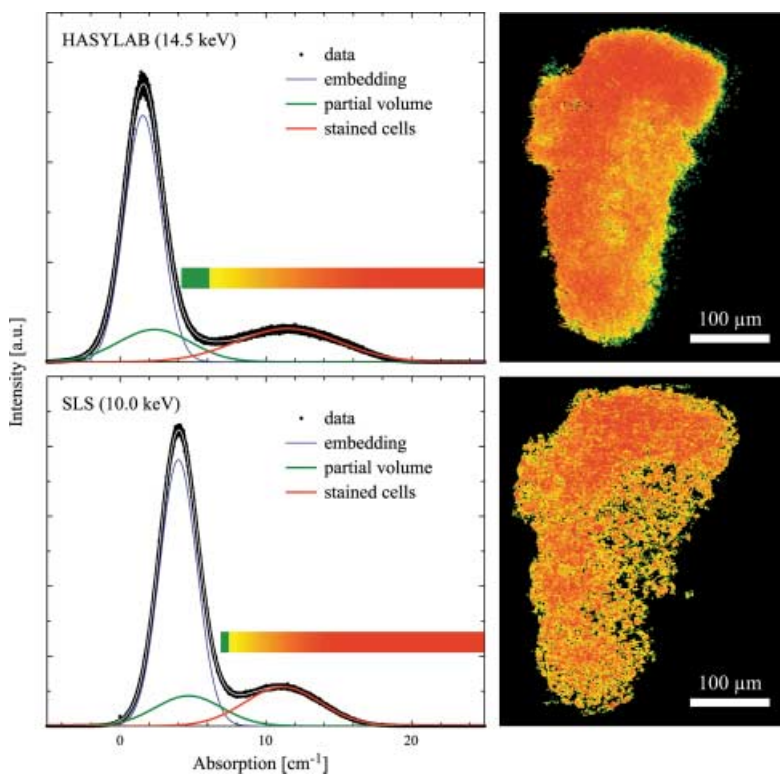 HASYLAB (14.5 keV)
data
embedding
partial volume
stained cells
100 µm
Intensity [a.u.]
SLS (10.0 keV)
data
embedding
partial volume
stained cells
100 µm
0
10
20
Absorption [cm⁻¹]